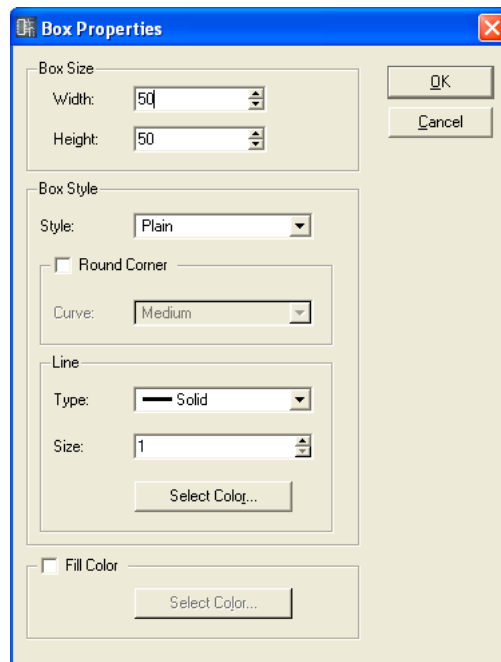 Box Properties
Box Size
Width: 50
Height: 50
OK
Cancel
Box Style
Style: Plain
Round Corner
Curve: Medium
Line
Type: Solid
Size: 1
Select Color...
Fill Color
Select Color...